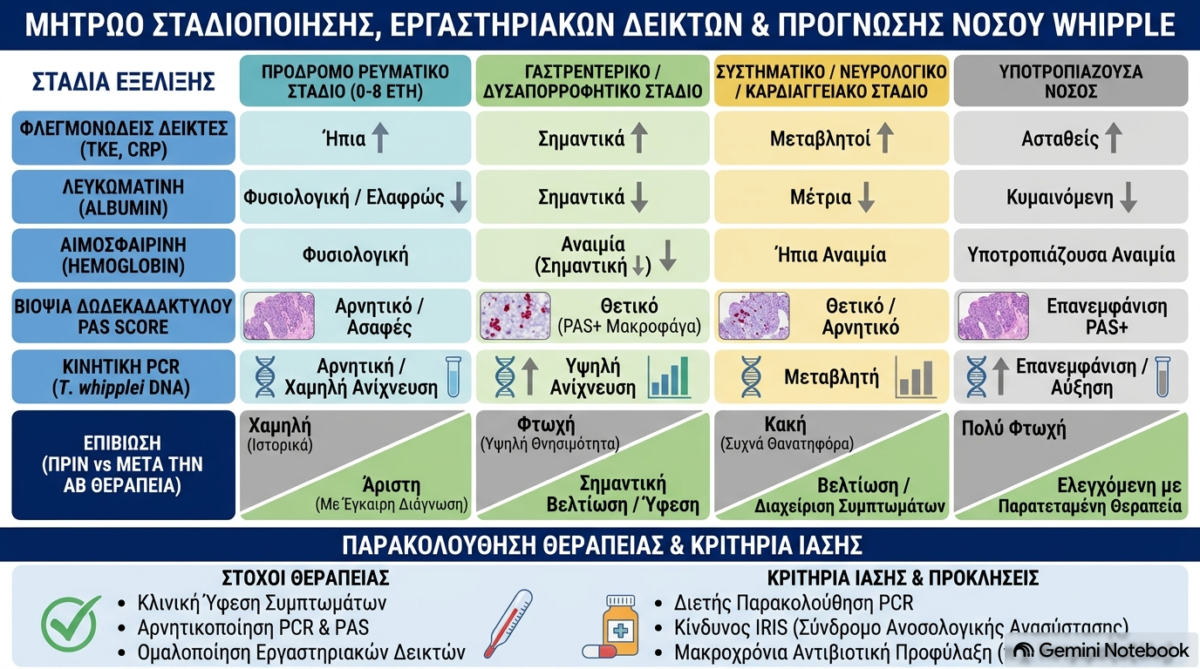 ΜΗΤΡΩΟ ΣΤΑΔΙΟΠΟΙΗΣΗΣ, ΕΡΓΑΣΤΗΡΙΑΚΩΝ ΔΕΙΚΤΩΝ & ΠΡΟΓΝΩΣΗΣ ΝΟΣΟΥ WHIPPLE
ΣΤΑΔΙΑ ΕΞΕΛΙΞΗΣ
ΠΡΟΔΡΟΜΟ ΡΕΥΜΑΤΙΚΟ
ΣΤΑΔΙΟ (0-8 ΕΤΗ)
ΓΑΣΤΡΕΝΤΕΡΙΚΟ /
ΔΥΣΑΠΟΡΡΟΦΗΤΙΚΟ ΣΤΑΔΙΟ
ΣΥΣΤΗΜΑΤΙΚΟ / ΝΕΥΡΟΛΟΓΙΚΟ
/ ΚΑΡΔΙΑΓΓΕΙΑΚΟ ΣΤΑΔΙΟ
ΥΠΟΤΡΟΠΙΑΖΟΥΣΑ
ΝΟΣΟΣ
ΦΛΕΓΜΟΝΩΔΕΙΣ ΔΕΙΚΤΕΣ
(ΤΚΕ, CRP)
Ήπια ↑
Σημαντικά ↑
Μεταβλητοί ↑
Ασταθείς ↑
ΛΕΥΚΩΜΑΤΙΝΗ
(ALBUMIN)
Φυσιολογική / Ελαφρώς ↓
Σημαντικά ↓
Μέτρια ↓
Κυμαινόμενη ↓
ΑΙΜΟΣΦΑΙΡΙΝΗ
(HEMOGLOBIN)
Φυσιολογική
Αναιμία
(Σημαντική ↓) ↓
Ήπια Αναιμία
Υποτροπιάζουσα Αναιμία
ΒΙΟΨΙΑ ΔΩΔΕΚΑΔΑΚΤΥΛΟΥ
PAS SCORE
Αρνητικό /
Ασαφές
Θετικό
(PAS+ Μακροφάγα)
Θετικό /
Αρνητικό
Επανεμφάνιση
PAS+
ΚΙΝΗΤΙΚΗ PCR
(T. whipplei DNA)
Αρνητική /
Χαμηλή Ανίχνευση
↑ Υψηλή
Ανίχνευση
Μεταβλητή
↑ Επανεμφάνιση /
Αύξηση
ΕΠΙΒΙΩΣΗ
(ΠΡΙΝ vs ΜΕΤΑ ΤΗΝ
ΑΒ ΘΕΡΑΠΕΙΑ)
Χαμηλή
(Ιστορικά)
Άριστη
(Με Έγκαιρη Διάγνωση)
Φτωχή
(Υψηλή Θνησιμότητα)
Σημαντική
Βελτίωση / Ύφεση
Κακή
(Συχνά Θανατηφόρα)
Βελτίωση /
Διαχείριση Συμπτωμάτων
Πολύ Φτωχή
Ελεγχόμενη με
Παρατεταμένη Θεραπεία
ΠΑΡΑΚΟΛΟΥΘΗΣΗ ΘΕΡΑΠΕΙΑΣ & ΚΡΙΤΗΡΙΑ ΙΑΣΗΣ
ΣΤΟΧΟΙ ΘΕΡΑΠΕΙΑΣ
• Κλινική Ύφεση Συμπτωμάτων
• Αρνητικοποίηση PCR & PAS
• Ομαλοποίηση Εργαστηριακών Δεικτών
ΚΡΙΤΗΡΙΑ ΙΑΣΗΣ & ΠΡΟΚΛΗΣΕΙΣ
• Διετής Παρακολούθηση PCR
• Κίνδυνος IRIS (Σύνδρομο Ανοσολογικής Ανασύστασης)
• Μακροχρόνια Αντιβιοτική Προφύλαξη (
Gemini Notebook